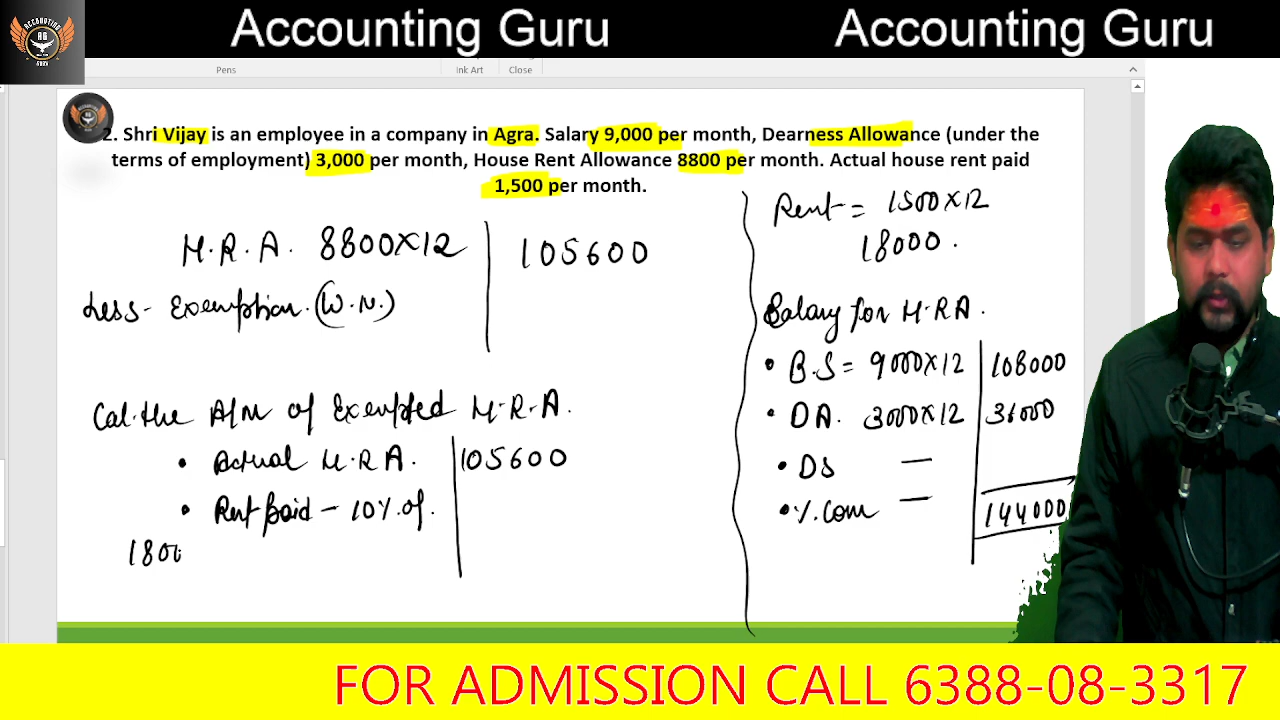 Accounting Guru
Accounting Guru
ACCOUNTING
AG
GURU
Pens
Ink Art
Close
2. Shri Vijay is an employee in a company in Agra. Salary 9,000 per month, Dearness Allowance (under the
terms of employment) 3,000 per month, House Rent Allowance 8800 per month. Actual house rent paid
1,500 per month.
H.R.A. 8800×12 105600
Less- Exemption.(W.N.)
Cal.the A/M of Exempted H-R-A.
• Actual H.R.A. 105600
• Rent paid - 10% of.
1800
Rent = 1500×12
18000.
Salary for H.R.A.
• B.S = 9000×12 108000
• DA. 3000×12 36000
• DS —
• %.Com — 144000
FOR ADMISSION CALL 6388-08-3317